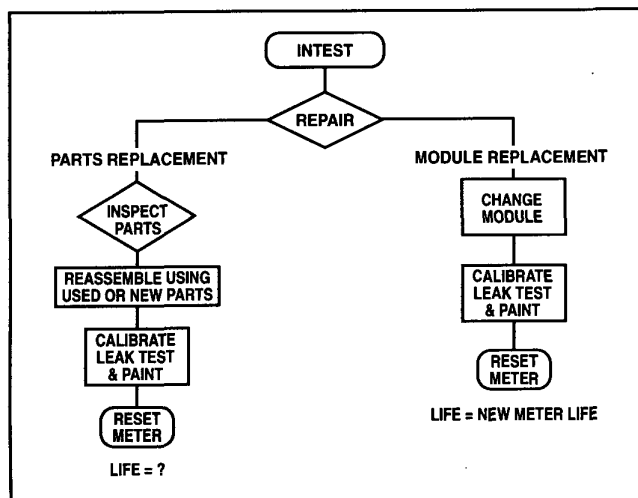 INTEST
REPAIR
PARTS REPLACEMENT
INSPECT
PARTS
REASSEMBLE USING
USED OR NEW PARTS
CALIBRATE
LEAK TEST
& PAINT
RESET
METER
LIFE = ?
MODULE REPLACEMENT
CHANGE
MODULE
CALIBRATE
LEAK TEST
& PAINT
RESET
METER
LIFE = NEW METER LIFE